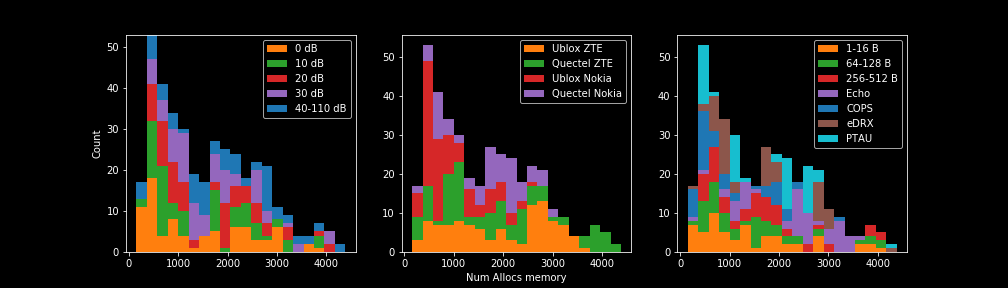 50
40
30
20
10
0
Count
0 1000 2000 3000 4000
0 dB
10 dB
20 dB
30 dB
40-110 dB
50
40
30
20
10
0
0 1000 2000 3000 4000
Num Allocs memory
Ublox ZTE
Quectel ZTE
Ublox Nokia
Quectel Nokia
50
40
30
20
10
0
0 1000 2000 3000 4000
1-16 B
64-128 B
256-512 B
Echo
COPS
eDRX
PTAU